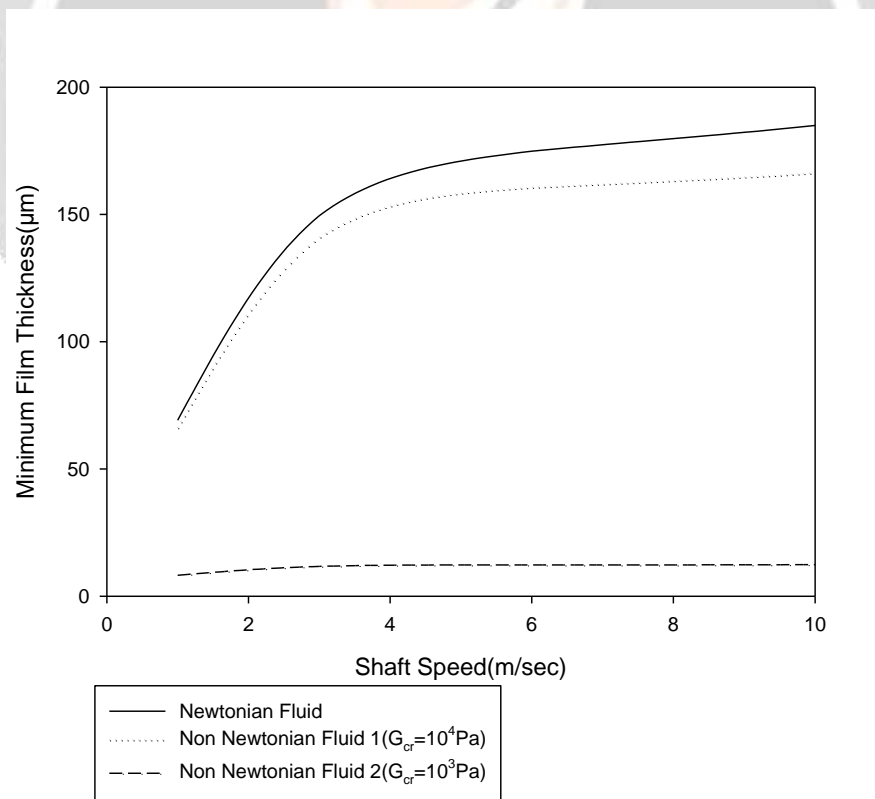 200
150
100
50
0
Minimum Film Thickness(μm)
0 2 4 6 8 10
Shaft Speed(m/sec)
Newtonian Fluid
Non Newtonian Fluid 1(Gcr=10⁴Pa)
Non Newtonian Fluid 2(Gcr=10³Pa)